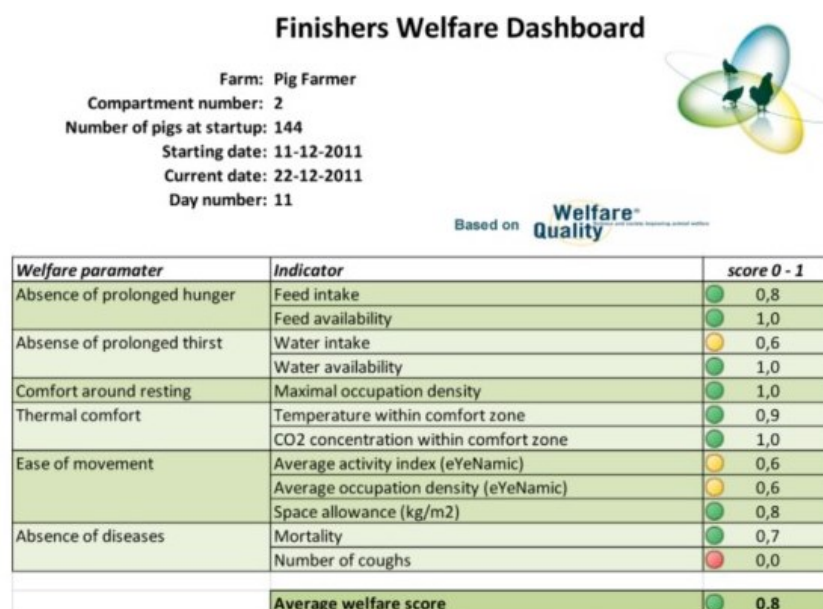 Finishers Welfare Dashboard
Farm: Pig Farmer
Compartment number: 2
Number of pigs at startup: 144
Starting date: 11-12-2011
Current date: 22-12-2011
Day number: 11
Based on Welfare Quality
Welfare paramater Indicator score 0 - 1
Absence of prolonged hunger Feed intake 0,8
Feed availability 1,0
Absense of prolonged thirst Water intake 0,6
Water availability 1,0
Comfort around resting Maximal occupation density 1,0
Thermal comfort Temperature within comfort zone 0,9
CO2 concentration within comfort zone 1,0
Ease of movement Average activity index (eYeNamic) 0,6
Average occupation density (eYeNamic) 0,6
Space allowance (kg/m2) 0,8
Absence of diseases Mortality 0,7
Number of coughs 0,0
Average welfare score 0,8